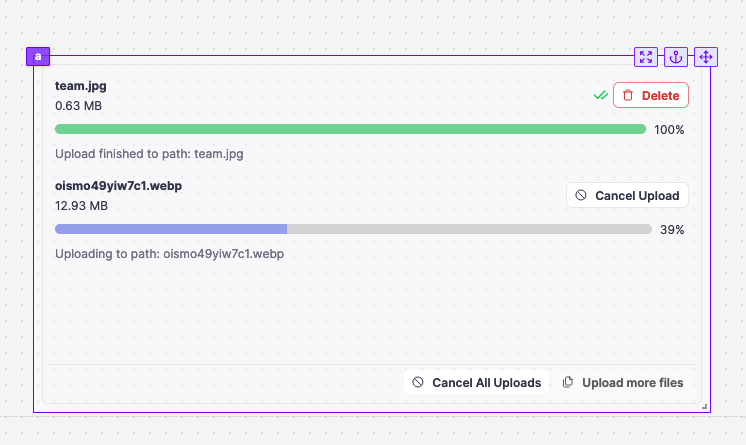 a
team.jpg
0.63 MB
Delete
100%
Upload finished to path: team.jpg
oismo49yiw7c1.webp
12.93 MB
Cancel Upload
39%
Uploading to path: oismo49yiw7c1.webp
Cancel All Uploads
Upload more files